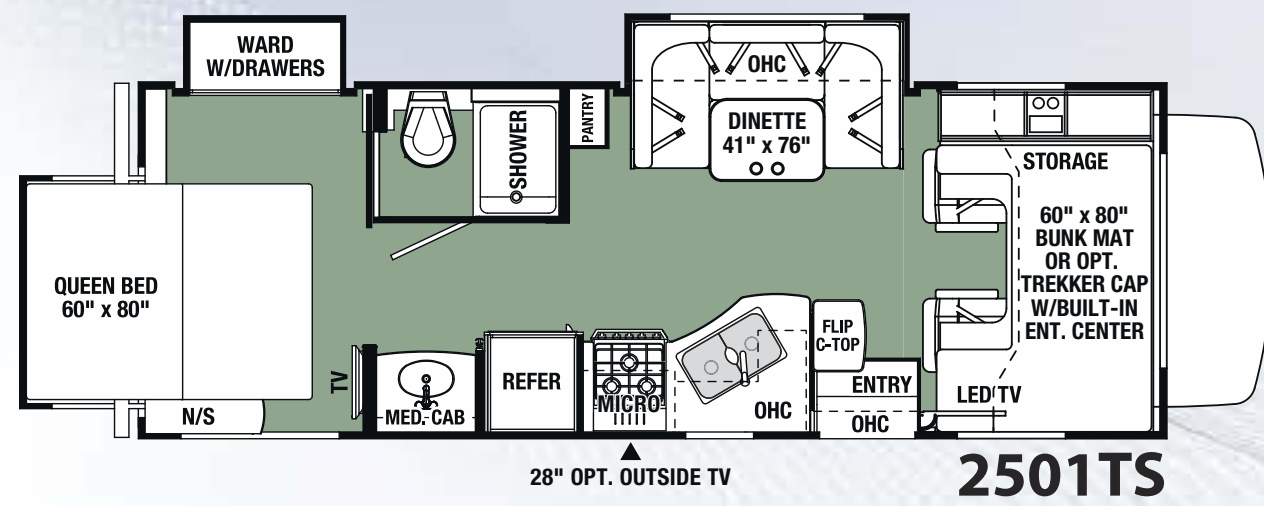 WARD
W/DRAWERS
OHC
DINETTE
41" x 76"
PANTRY
SHOWER
STORAGE
60" x 80"
BUNK MAT
OR OPT.
TREKKER CAP
W/BUILT-IN
ENT. CENTER
QUEEN BED
60" x 80"
N/S
TV
MED. CAB
REFER
MICRO
OHC
FLIP
C-TOP
ENTRY
OHC
LED TV
28" OPT. OUTSIDE TV
2501TS